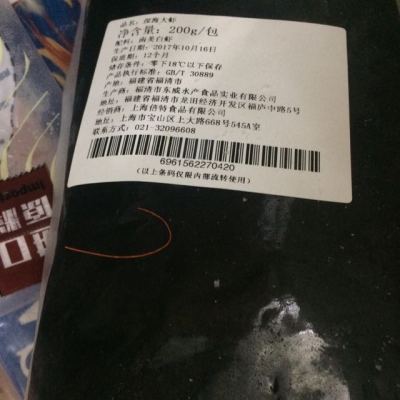 品名：深海大虾
净含量：200g/包
配料：南美白虾
生产日期：2017年10月16日
保质期：12个月
储存条件：零下18℃以下保存
产品执行标准：GB/T 30889
产地：福建省福清市
生产商：福清市东威水产食品实业有限公司
地址：福建省福清市龙田经济开发区福庐中路5号
经销商：上海倍特食品有限公司
地址：上海市宝山区上大路668号545A室
联系方式：021-32096608
6961562270420
（以上条码仅限内部流转使用）
进口
Import